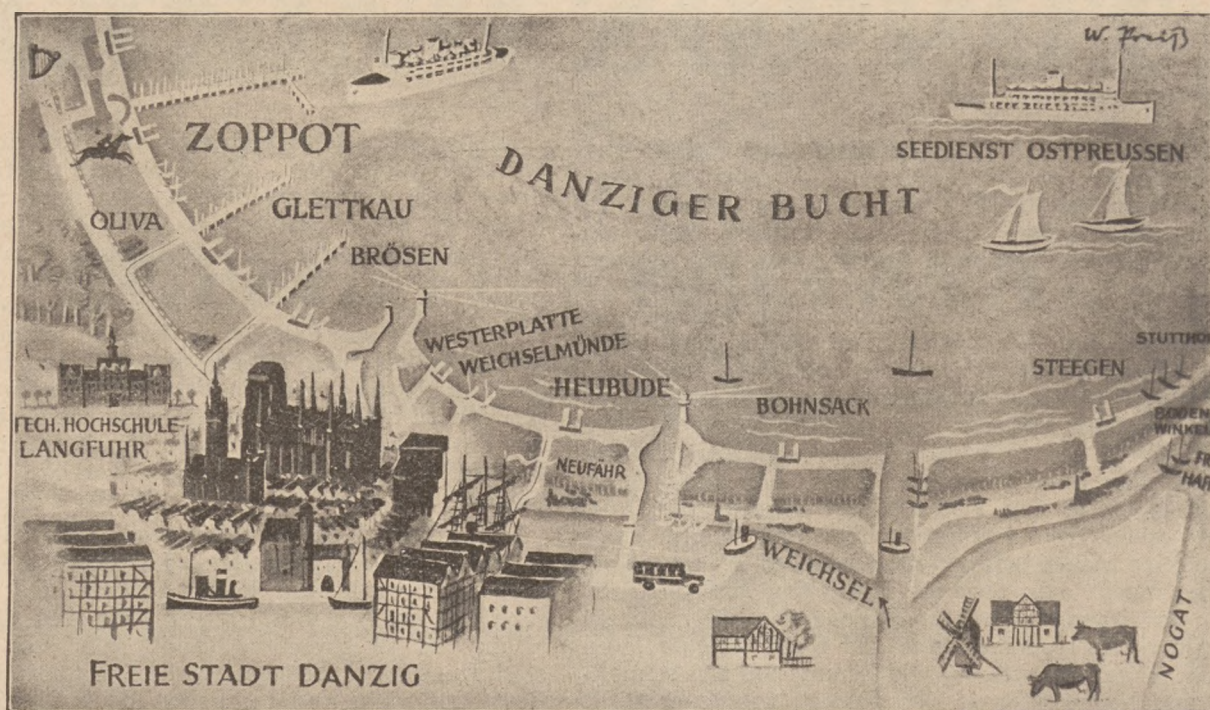 W. Preiß
ZOPPOT
DANZIGER BUCHT
SEEDIENST OSTPREUSSEN
GLETTKAU
OLIVA
BRÖSEN
WESTERPLATTE
WEICHSELMÜNDE
HEUBUDE
BOHNSACK
STEEGEN
TECH. HOCHSCHULE
LANGFUHR
NEUFÄHR
WEICHSEL
NOGAT
FREIE STADT DANZIG